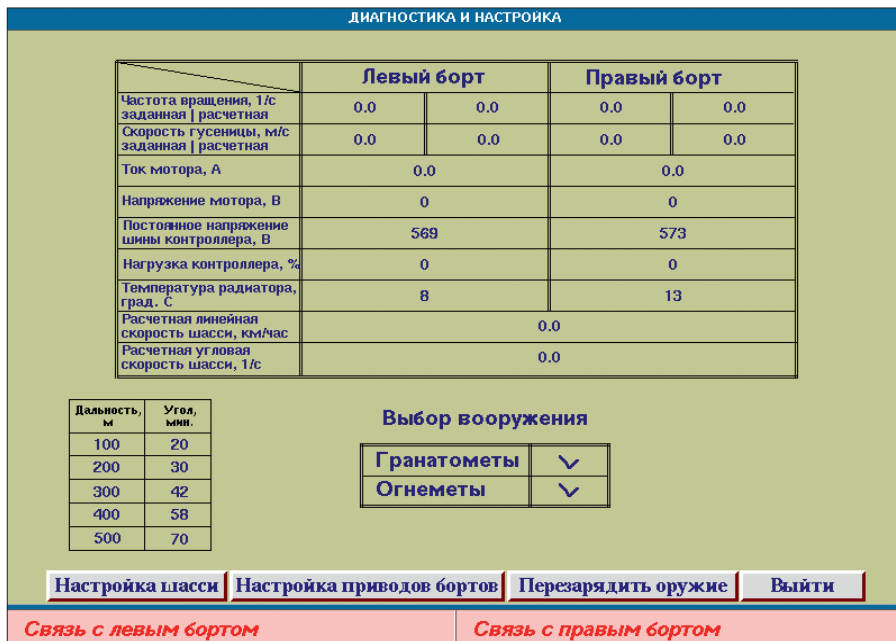 ДИАГНОСТИКА И НАСТРОЙКА
Левый борт Правый борт
Частота вращения, 1/с
заданная | расчетная 0.0 0.0 0.0 0.0
Скорость гусеницы, м/с
заданная | расчетная 0.0 0.0 0.0 0.0
Ток мотора, А 0.0 0.0
Напряжение мотора, В 0 0
Постоянное напряжение
шины контроллера, В 569 573
Нагрузка контроллера, % 0 0
Температура радиатора,
град. С 8 13
Расчетная линейная
скорость шасси, км/час 0.0
Расчетная угловая
скорость шасси, 1/с 0.0
Дальность, м Угол, мин.
100 20
200 30
300 42
400 58
500 70
Выбор вооружения
Гранатометы
Огнеметы
Настройка шасси Настройка приводов бортов Перезарядить оружие Выйти
Связь с левым бортом Связь с правым бортом